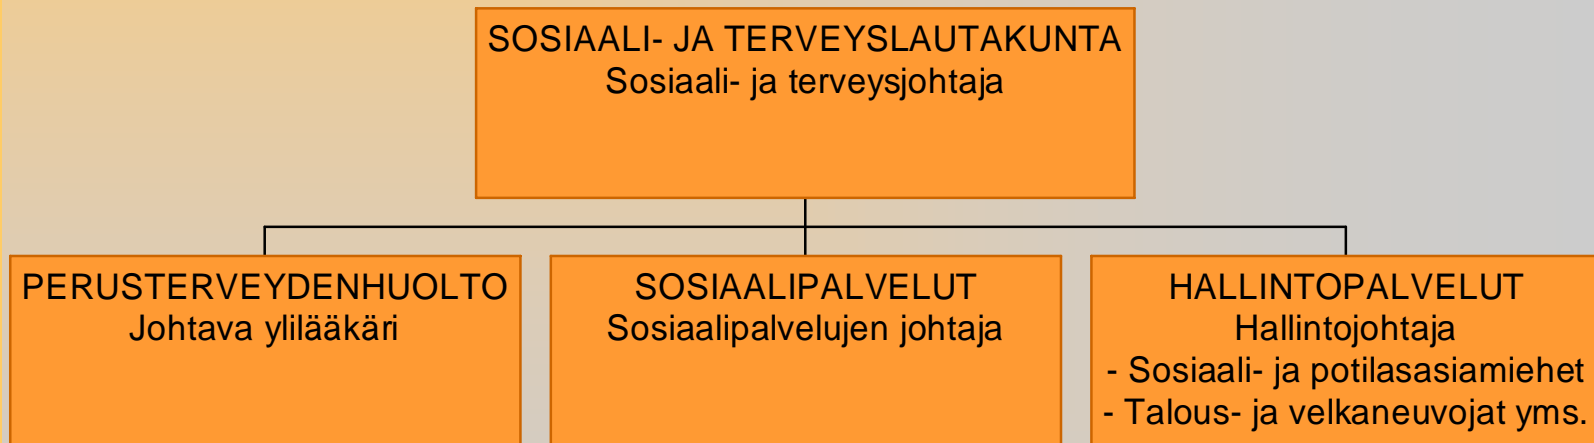 SOSIAALI- JA TERVEYSLAUTAKUNTA
Sosiaali- ja terveysjohtaja
PERUSTERVEYDENHUOLTO
Johtava ylilääkäri
SOSIAALIPALVELUT
Sosiaalipalvelujen johtaja
HALLINTOPALVELUT
Hallintojohtaja
- Sosiaali- ja potilasasiamiehet
- Talous- ja velkaneuvojat yms.